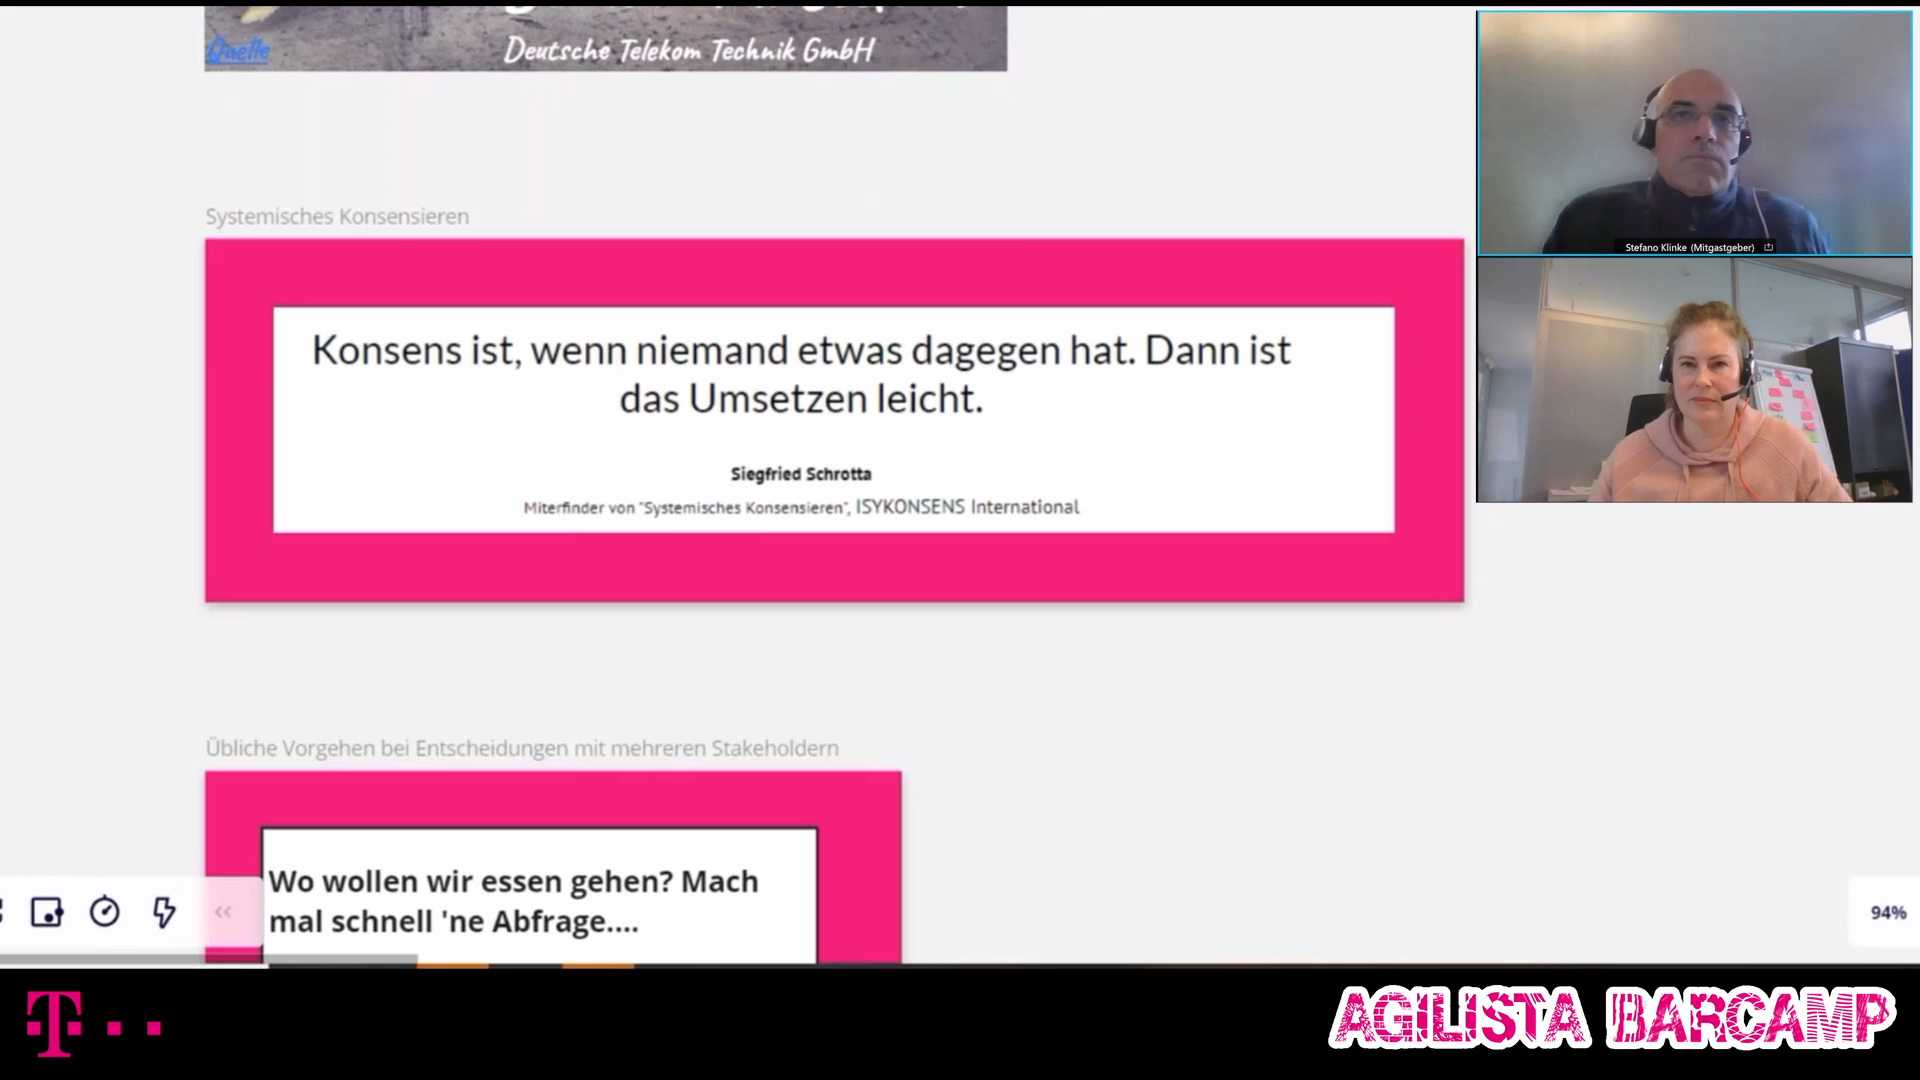 Quelle
Deutsche Telekom Technik GmbH
Systemisches Konsensieren
Konsens ist, wenn niemand etwas dagegen hat. Dann ist
das Umsetzen leicht.
Siegfried Schrotta
Miterfinder von "Systemisches Konsensieren", ISYKONSENS International
Stefano Klinke (Mitgastgeber)
Übliche Vorgehen bei Entscheidungen mit mehreren Stakeholdern
Wo wollen wir essen gehen? Mach
mal schnell 'ne Abfrage....
94%
T
AGILISTA BARCAMP